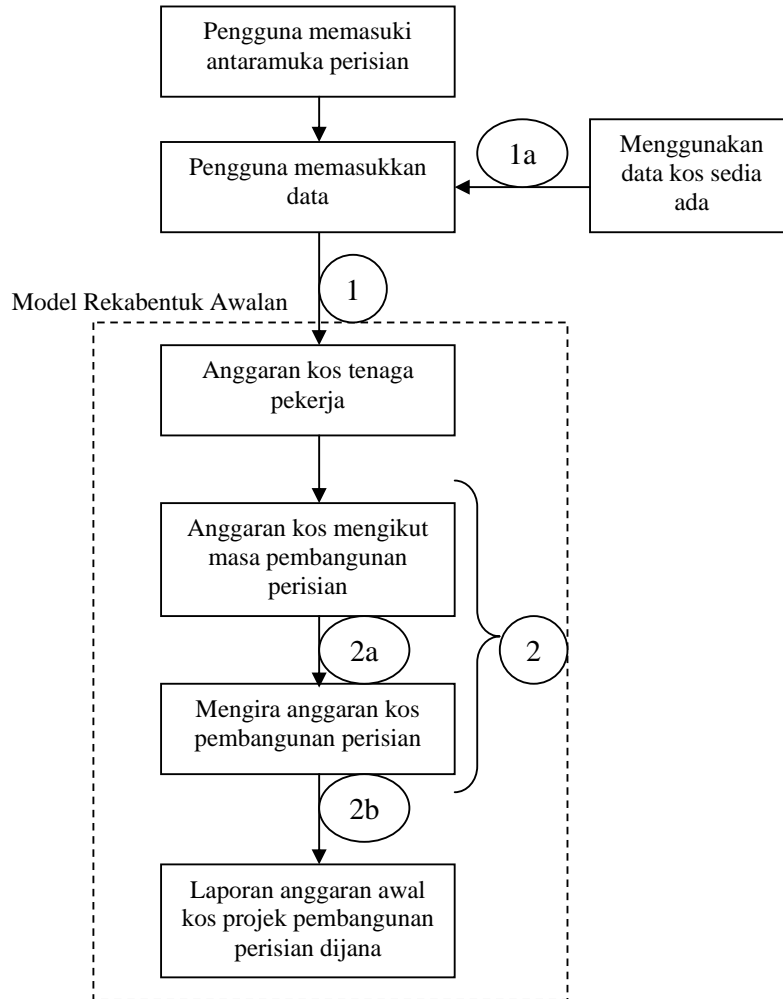 Pengguna memasuki
antaramuka perisian
Pengguna memasukkan
data
1a
Menggunakan
data kos sedia
ada
1
Model Rekabentuk Awalan
Anggaran kos tenaga
pekerja
Anggaran kos mengikut
masa pembangunan
perisian
2a
2
Mengira anggaran kos
pembangunan perisian
2b
Laporan anggaran awal
kos projek pembangunan
perisian dijana